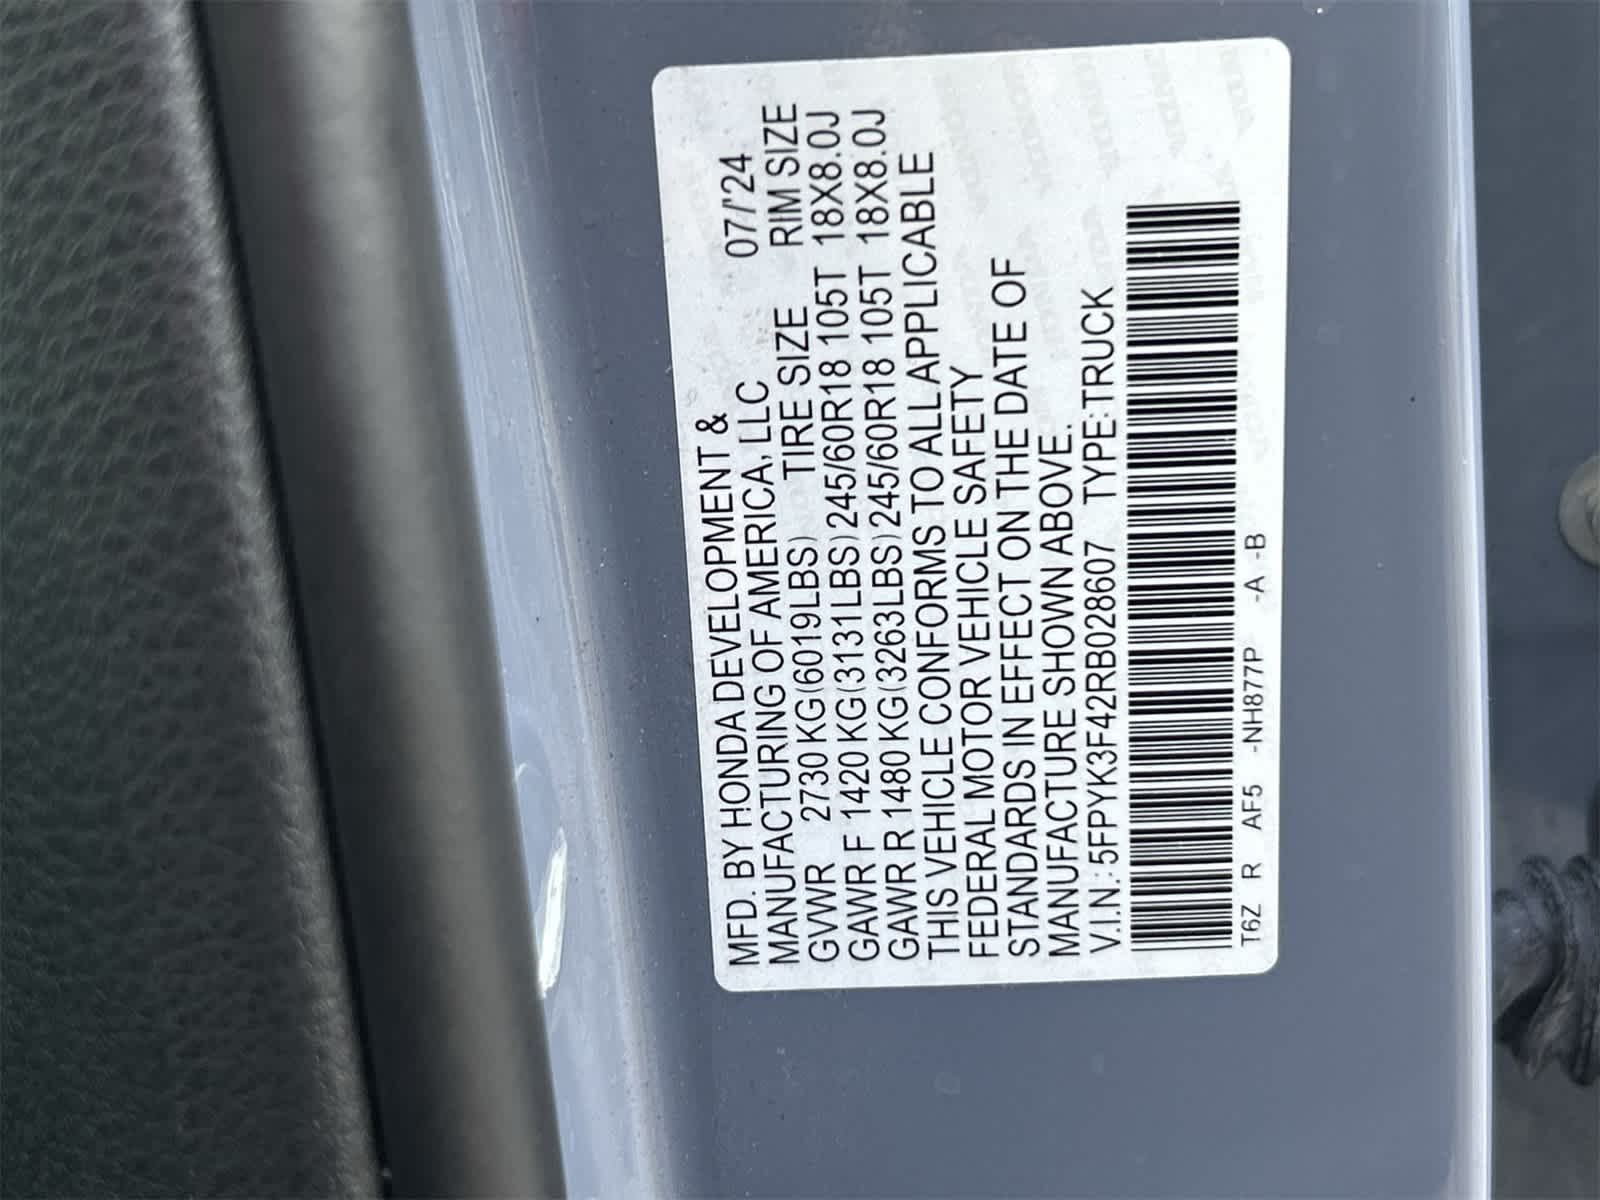 MFD. BY HONDA DEVELOPMENT & 07/'24
MANUFACTURING OF AMERICA, LLC
TIRE SIZE RIM SIZE
GVWR 2730 KG(6019LBS)
GAWR F 1420 KG(3131LBS) 245/60R18 105T 18X8.0J
GAWR R 1480 KG(3263LBS) 245/60R18 105T 18X8.0J
THIS VEHICLE CONFORMS TO ALL APPLICABLE
FEDERAL MOTOR VEHICLE SAFETY
STANDARDS IN EFFECT ON THE DATE OF
MANUFACTURE SHOWN ABOVE.
V.I.N.: 5FPYK3F42RB028607 TYPE:TRUCK
T6Z R AF5 -NH877P -A -B